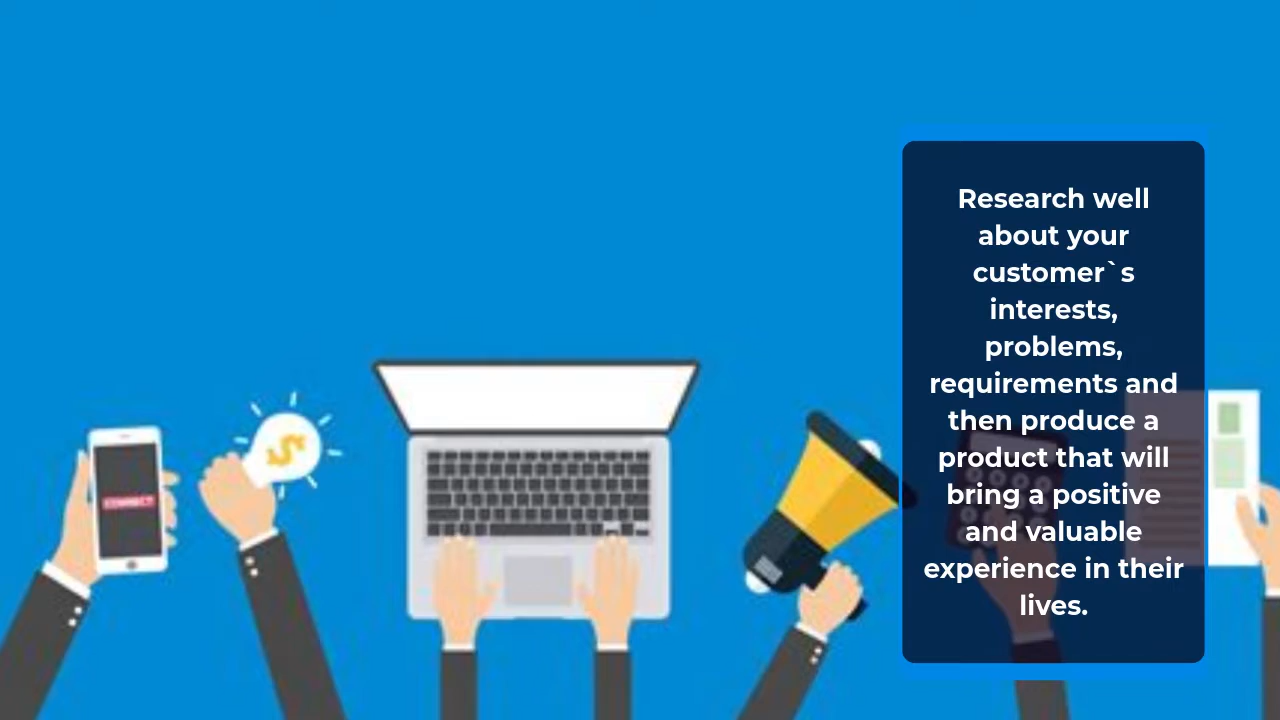 Research well
about your
customer`s
interests,
problems,
requirements and
then produce a
product that will
bring a positive
and valuable
experience in their
lives.
CONNECT
$